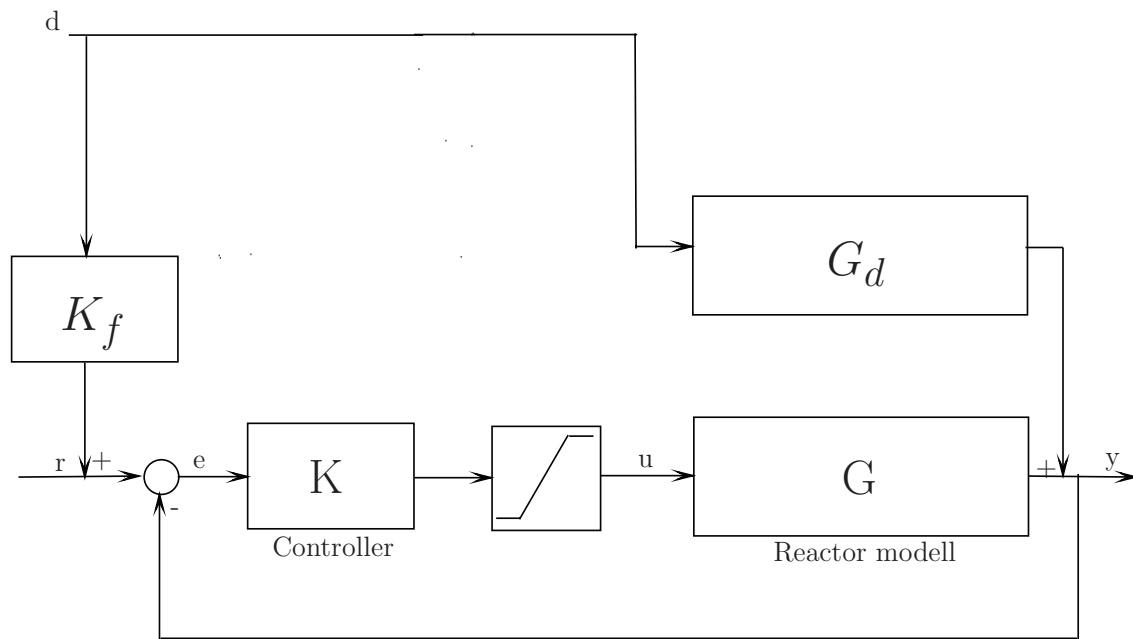 d
G_d
K_f
r
+
e
K
u
G
+
y
-
Controller
Reactor modell